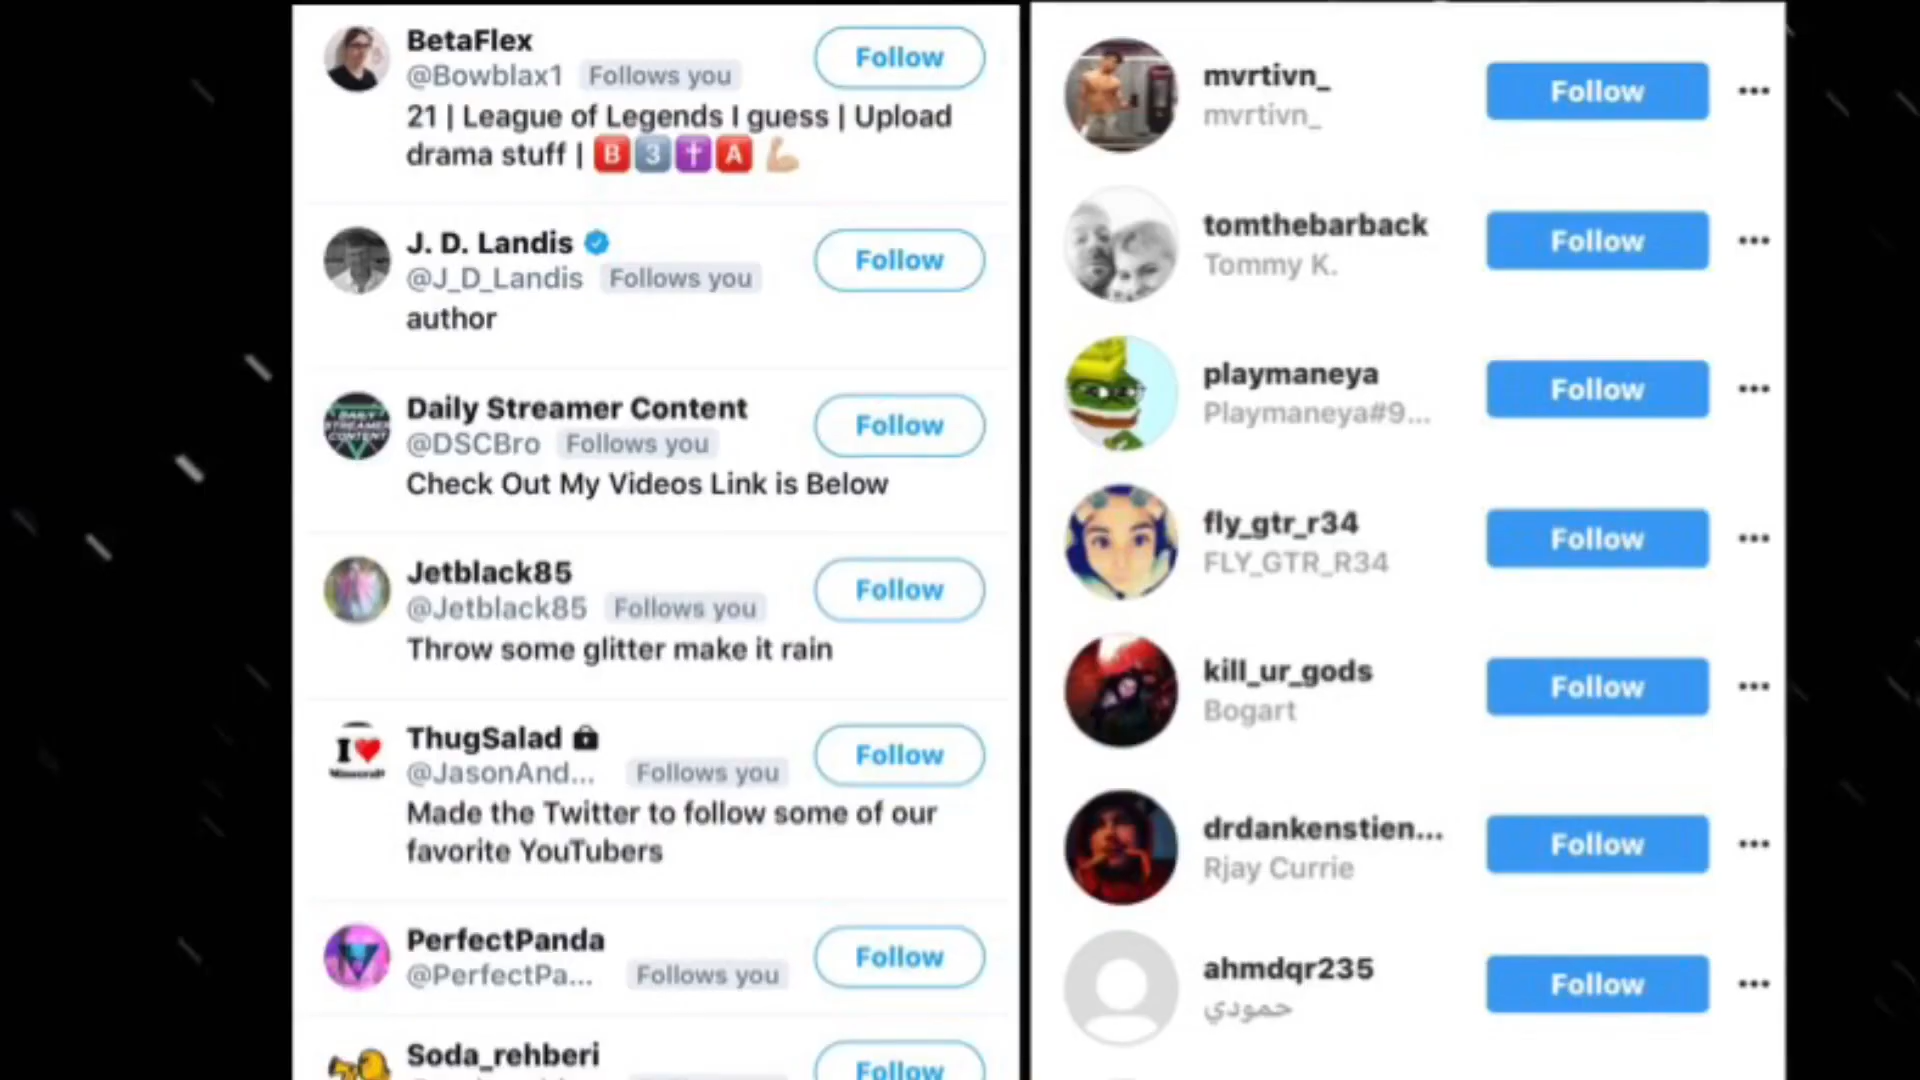 BetaFlex
@Bowblax1 Follows you
Follow
21 | League of Legends I guess | Upload
drama stuff | B 3 ✝ A 💪🏼
J. D. Landis
@J_D_Landis Follows you
Follow
author
DAILY STREAMER CONTENT
Daily Streamer Content
@DSCBro Follows you
Follow
Check Out My Videos Link is Below
Jetblack85
@Jetblack85 Follows you
Follow
Throw some glitter make it rain
I ❤ Minecraft
ThugSalad
@JasonAnd... Follows you
Follow
Made the Twitter to follow some of our
favorite YouTubers
PerfectPanda
@PerfectPa... Follows you
Follow
Soda_rehberi
Follow
mvrtivn_
mvrtivn_
Follow
tomthebarback
Tommy K.
Follow
playmaneya
Playmaneya#9...
Follow
fly_gtr_r34
FLY_GTR_R34
Follow
kill_ur_gods
Bogart
Follow
drdankenstien...
Rjay Currie
Follow
ahmdqr235
حمودي
Follow